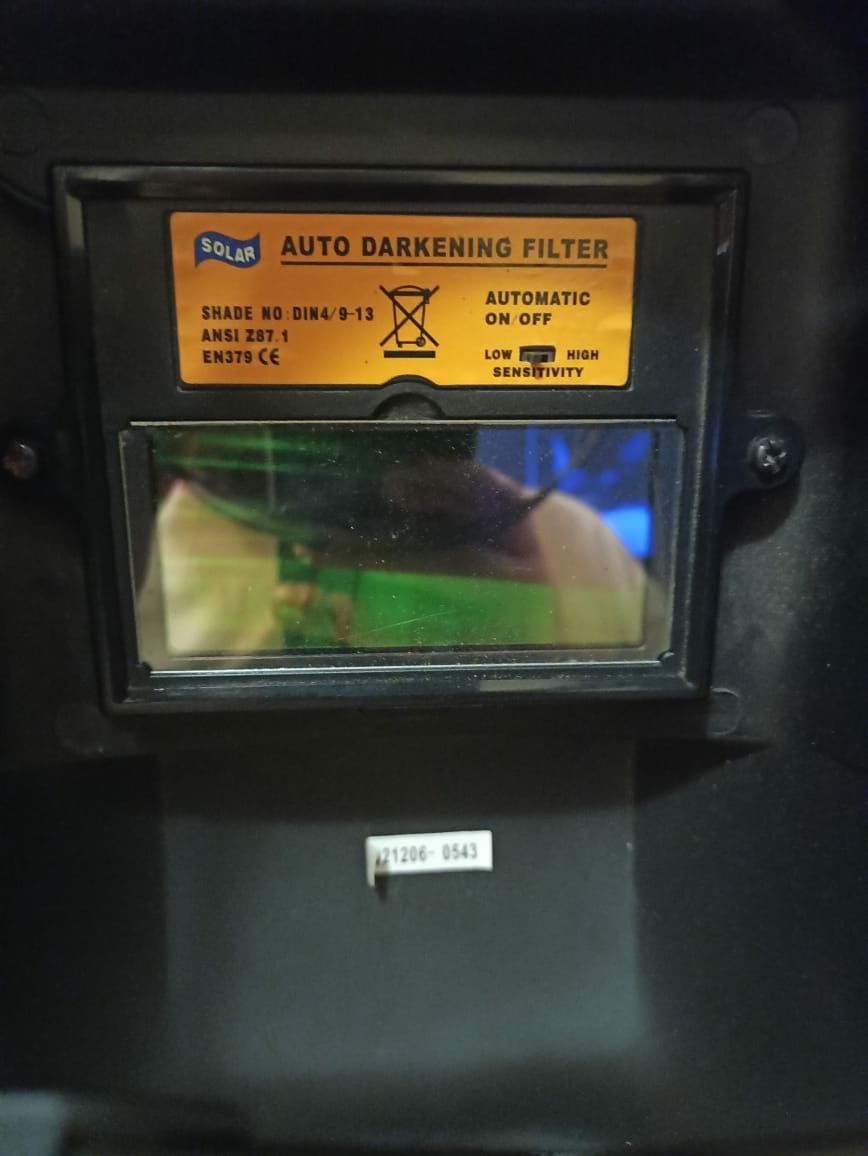 SOLAR AUTO DARKENING FILTER
SHADE NO:DIN4/9-13
ANSI Z87.1
EN379 CE
AUTOMATIC
ON/OFF
LOW HIGH
SENSITIVITY
21206- 0543